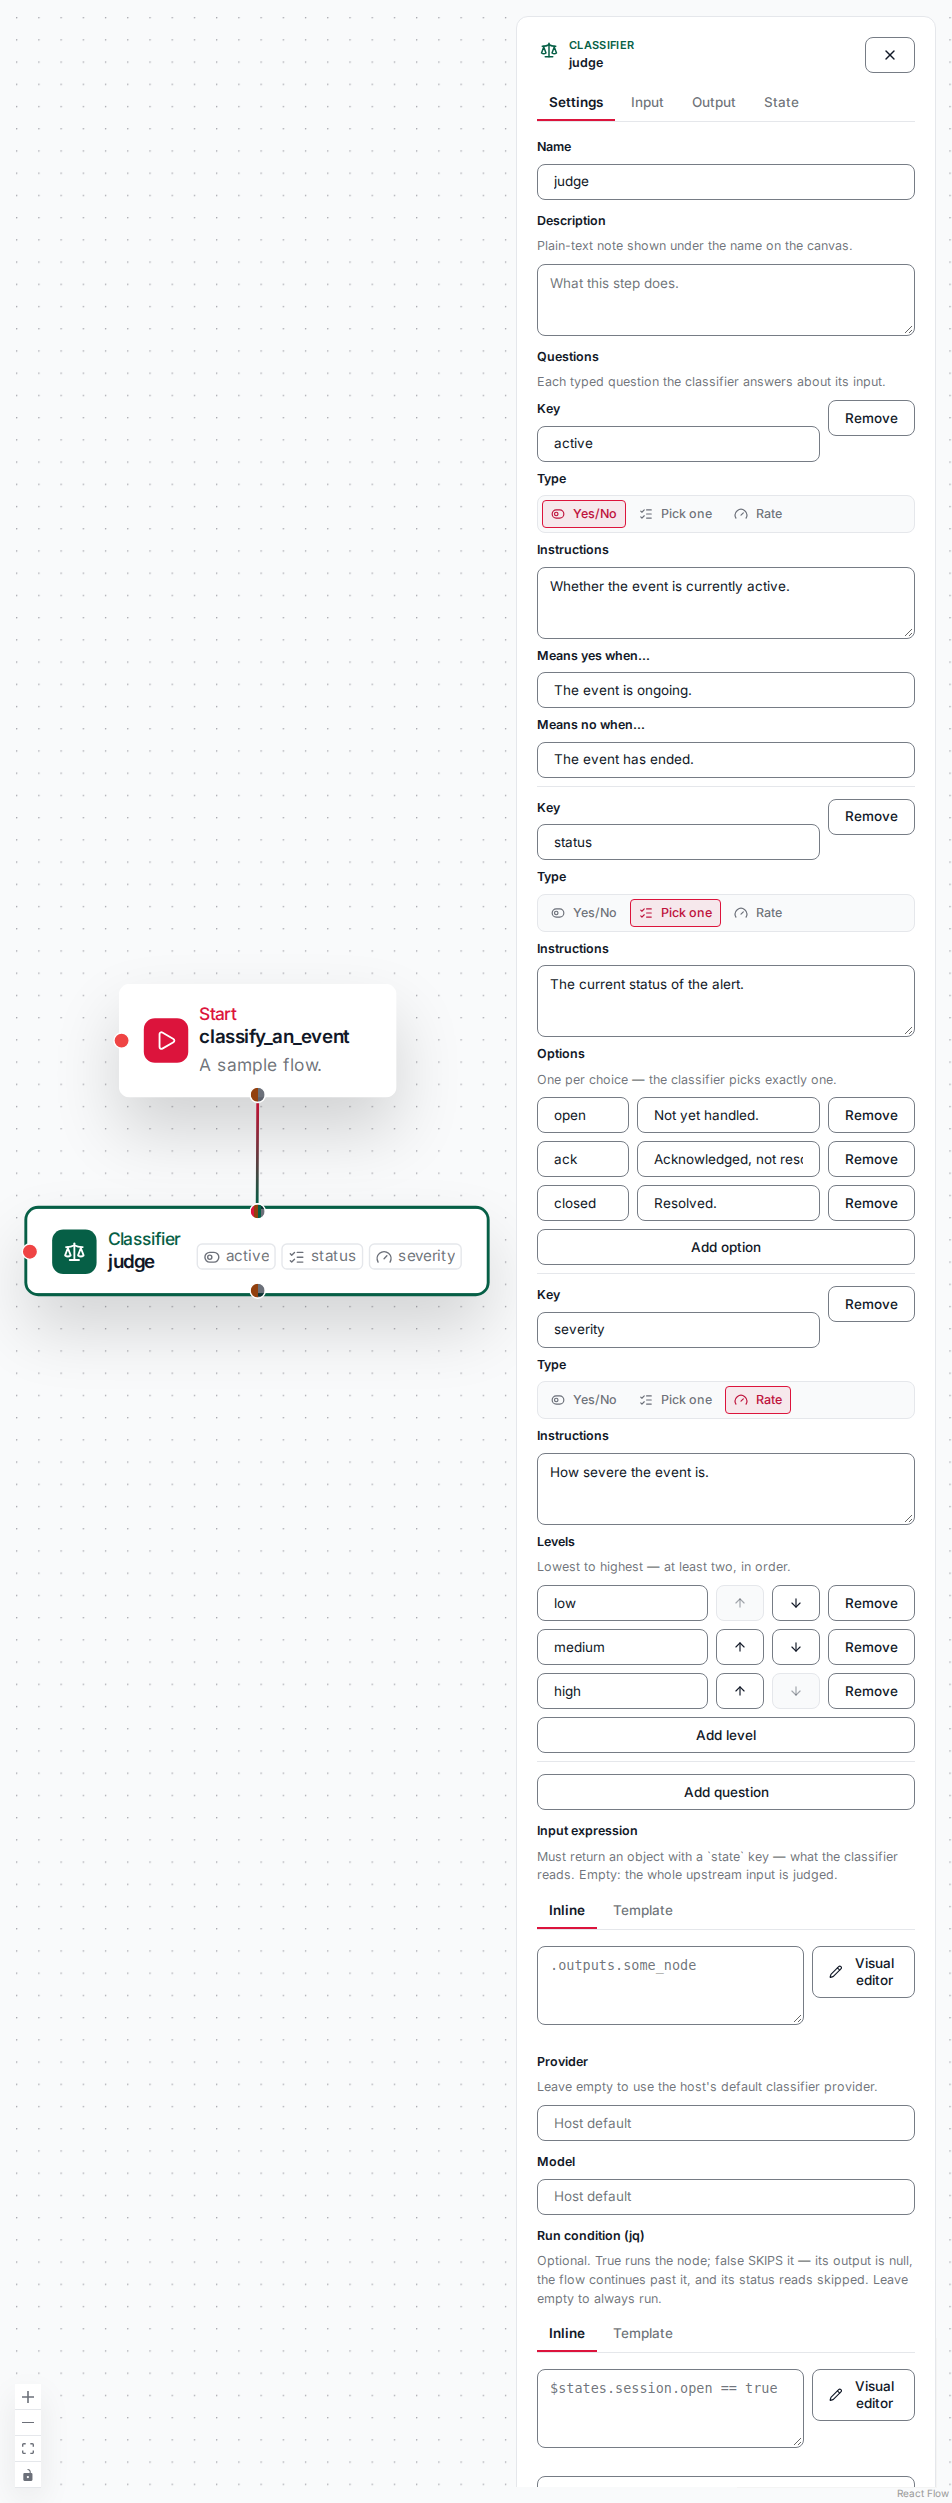 CLASSIFIER
judge
Settings Input Output State
Name
judge
Description
Plain-text note shown under the name on the canvas.
What this step does.
Questions
Each typed question the classifier answers about its input.
Key
Remove
active
Type
Yes/No Pick one Rate
Instructions
Whether the event is currently active.
Means yes when...
The event is ongoing.
Means no when...
The event has ended.
Key
Remove
status
Type
Yes/No Pick one Rate
Instructions
The current status of the alert.
Options
One per choice — the classifier picks exactly one.
open Not yet handled. Remove
ack Acknowledged, not reso Remove
closed Resolved. Remove
Add option
Key
Remove
severity
Type
Yes/No Pick one Rate
Instructions
How severe the event is.
Levels
Lowest to highest — at least two, in order.
low Remove
medium Remove
high Remove
Add level
Add question
Input expression
Must return an object with a `state` key — what the classifier
reads. Empty: the whole upstream input is judged.
Inline Template
.outputs.some_node
Visual
editor
Provider
Leave empty to use the host's default classifier provider.
Host default
Model
Host default
Run condition (jq)
Optional. True runs the node; false SKIPS it — its output is null,
the flow continues past it, and its status reads skipped. Leave
empty to always run.
Inline Template
$states.session.open == true
Visual
editor
Start
classify_an_event
A sample flow.
Classifier
judge
active status severity
React Flow